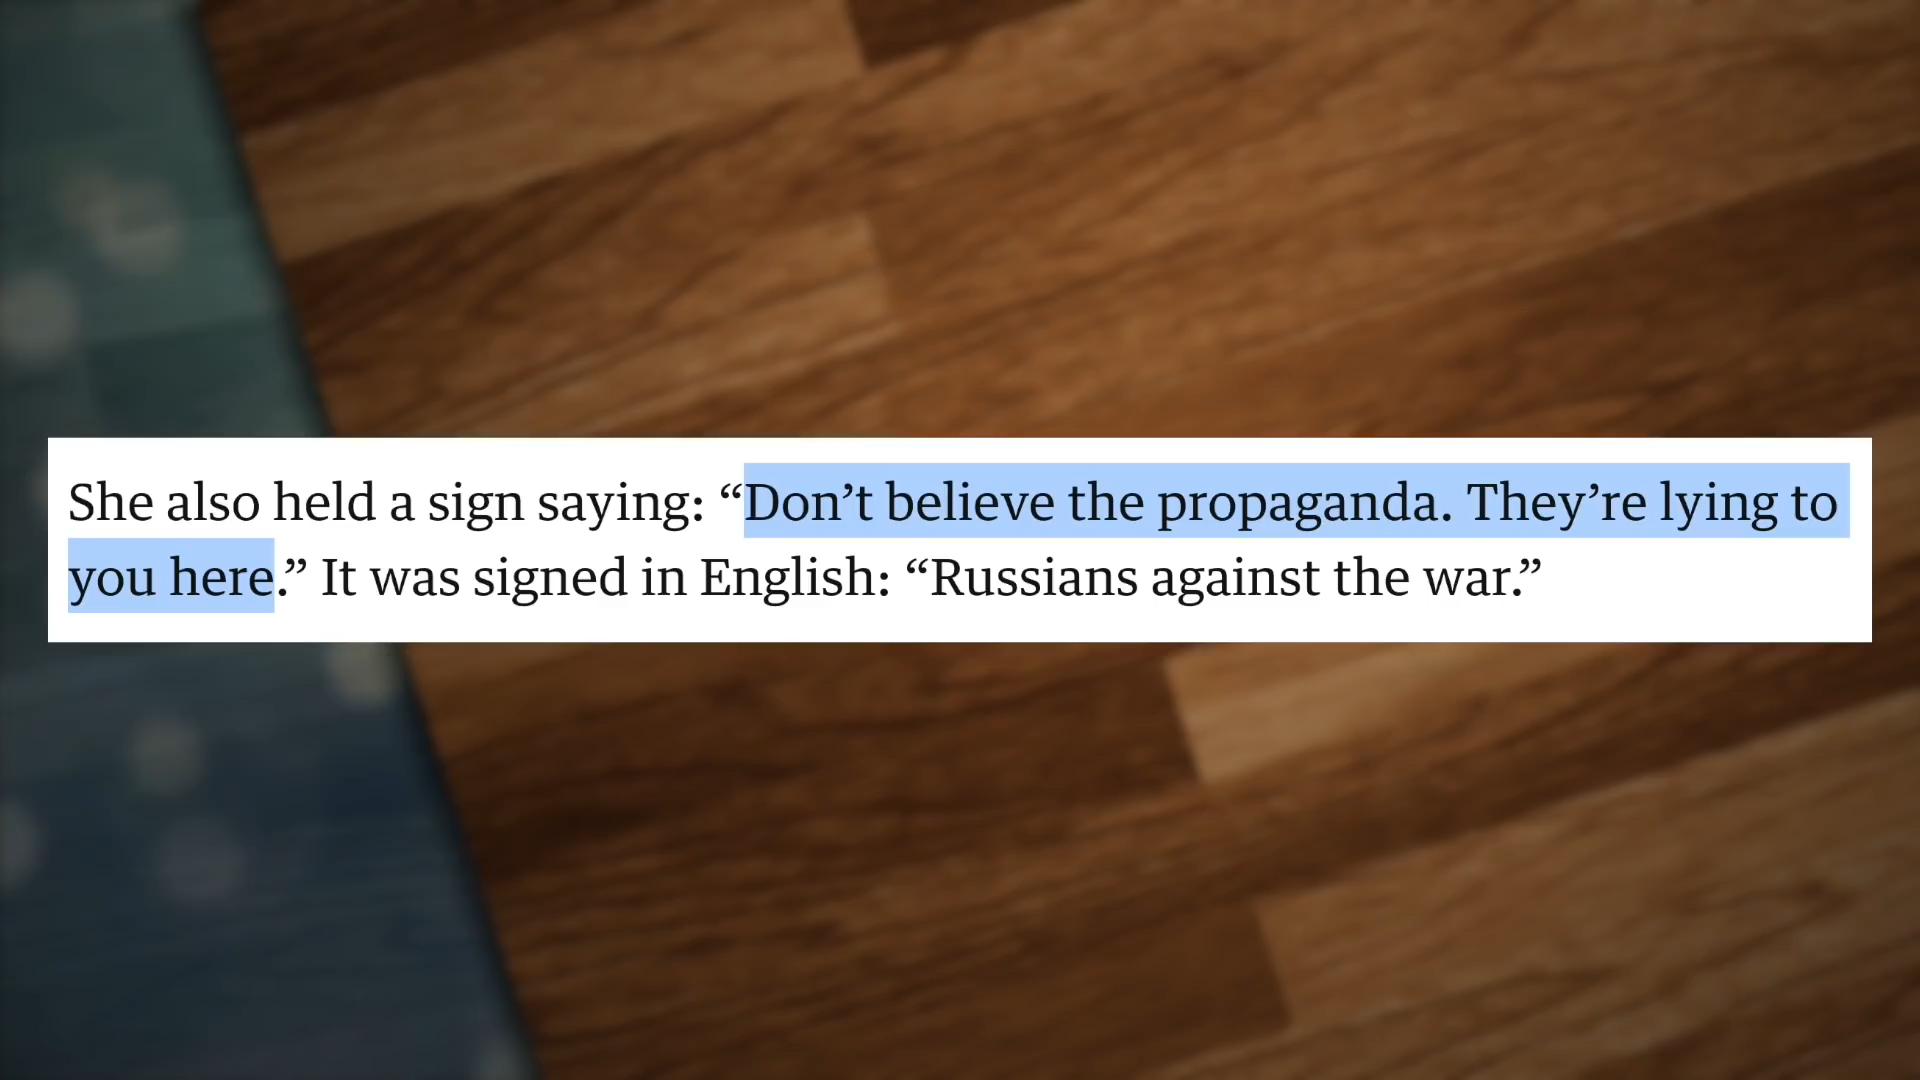 She also held a sign saying: “Don’t believe the propaganda. They’re lying to
you here.” It was signed in English: “Russians against the war.”